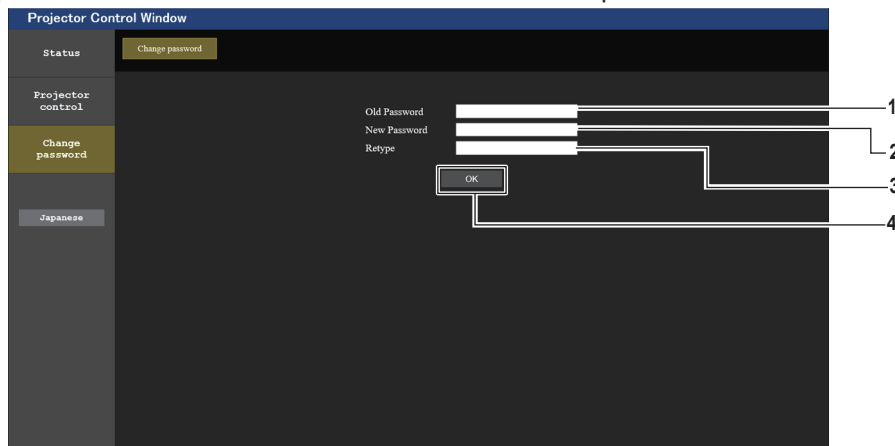 Projector Control Window
Status
Change password
Projector
control
Change
password
Japanese
Old Password
New Password
Retype
OK
1
2
3
4